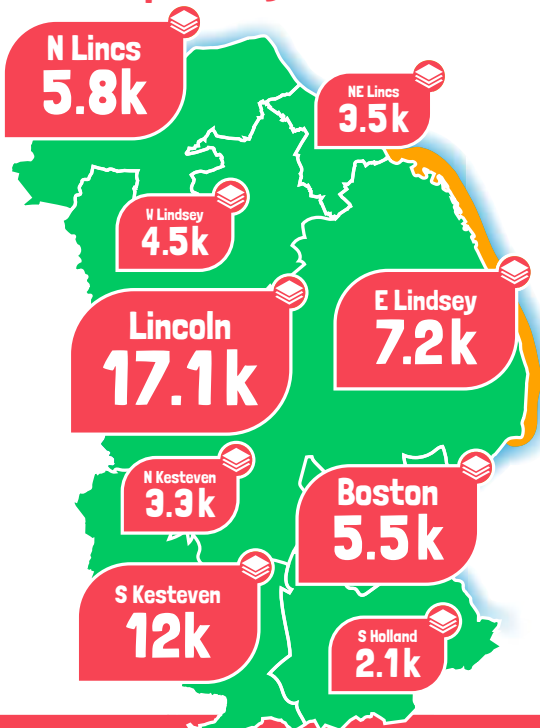 N Lincs
5.8k
NE Lincs
3.5k
W Lindsey
4.5k
E Lindsey
7.2k
Lincoln
17.1k
N Kesteven
3.3k
Boston
5.5k
S Kesteven
12k
S Holland
2.1k